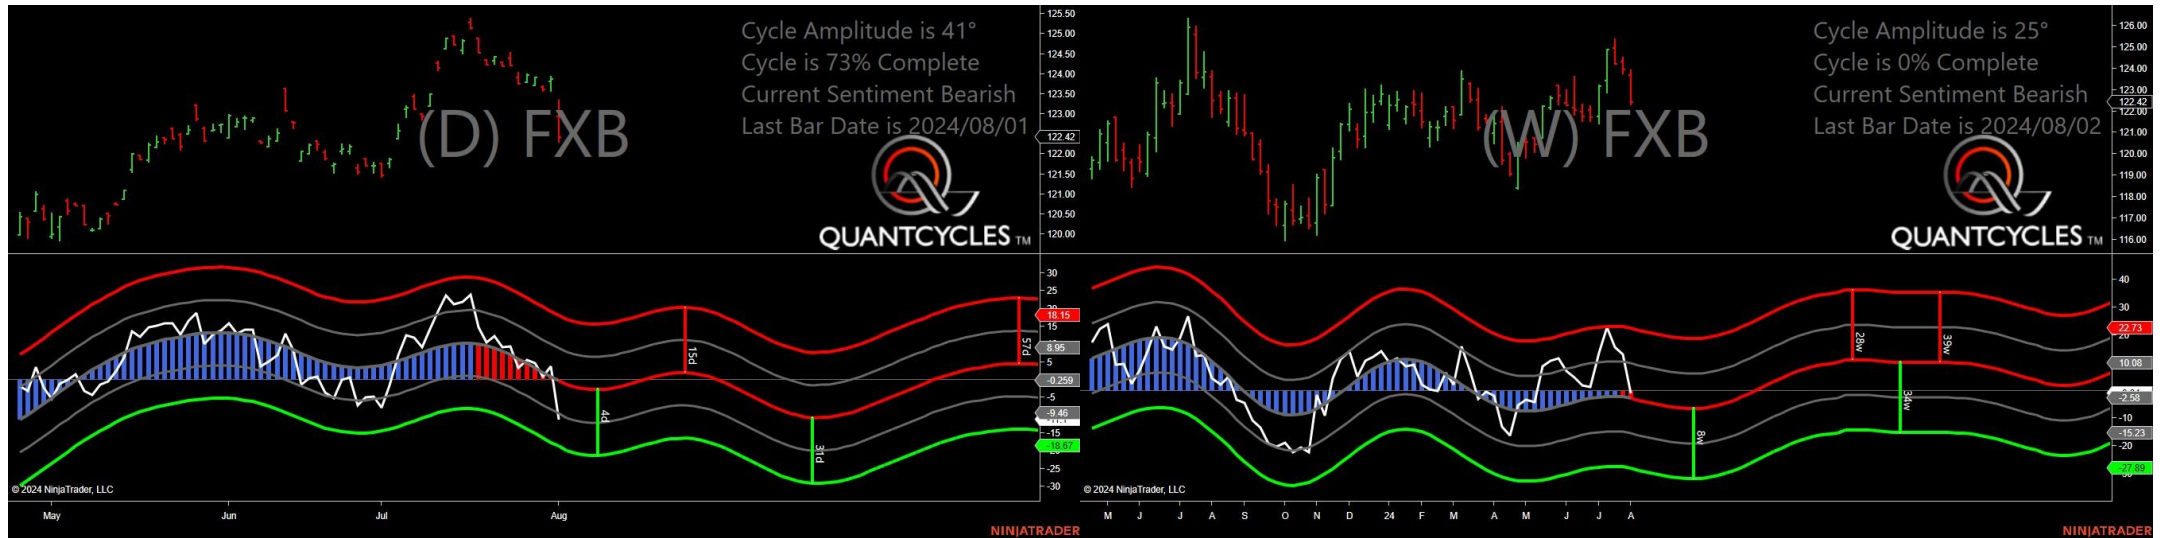 Cycle Amplitude is 41°
Cycle is 73% Complete
Current Sentiment Bearish
Last Bar Date is 2024/08/01
(D) FXB
QUANTCYCLES TM
125.50
125.00
124.50
124.00
123.50
123.00
122.42
122.00
121.50
121.00
120.50
120.00
30
25
18.15
15
8.95
5
-0.259
-5
-9.46
-15
-18.67
-25
-30
4d
15d
31d
57d
© 2024 NinjaTrader, LLC
May Jun Jul Aug
NINJATRADER
Cycle Amplitude is 25°
Cycle is 0% Complete
Current Sentiment Bearish
Last Bar Date is 2024/08/02
(W) FXB
QUANTCYCLES TM
126.00
125.00
124.00
123.00
122.42
121.00
120.00
119.00
118.00
117.00
116.00
40
30
22.73
20
10.08
-2.58
-10
-15.23
-20
-27.89
8w
28w
34w
39w
© 2024 NinjaTrader, LLC
M J J A S O N D 24 F M A M J J A
NINJATRADER